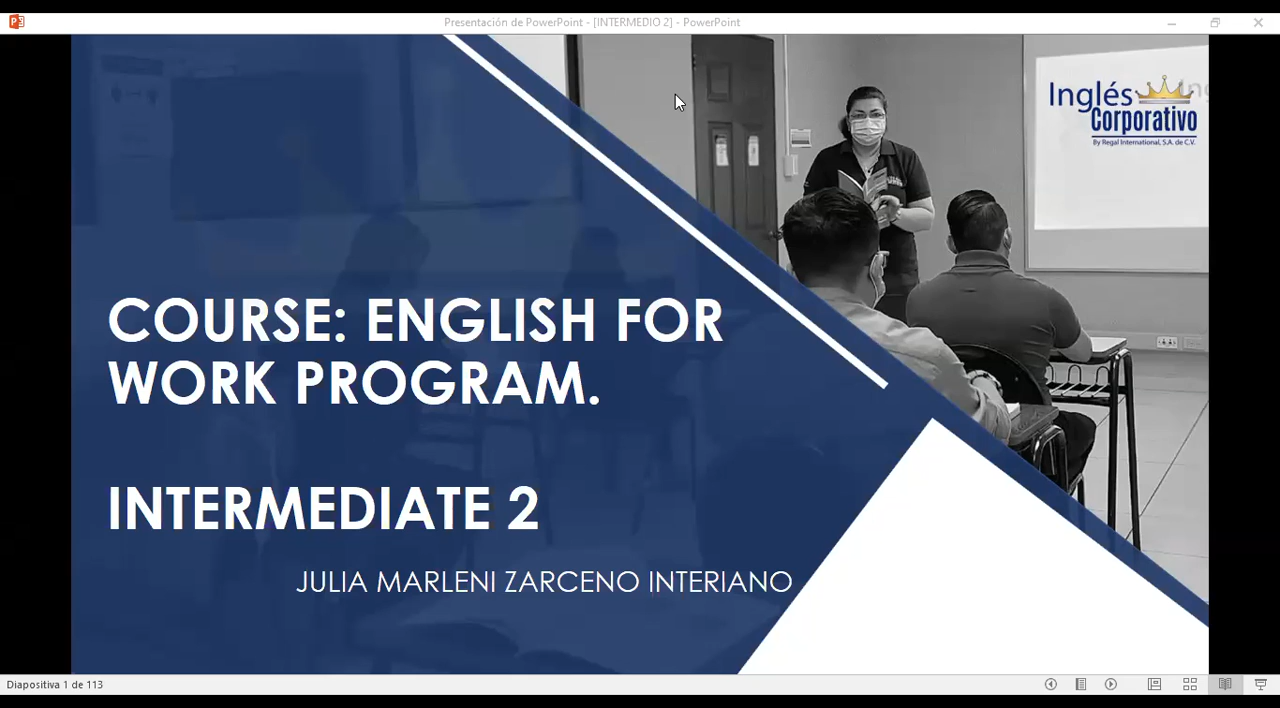 Presentación de PowerPoint - [INTERMEDIO 2] - PowerPoint
Inglés
Corporativo
By Regal International, S.A. de C.V.
COURSE: ENGLISH FOR
WORK PROGRAM.
INTERMEDIATE 2
JULIA MARLENI ZARCENO INTERIANO
Diapositiva 1 de 113